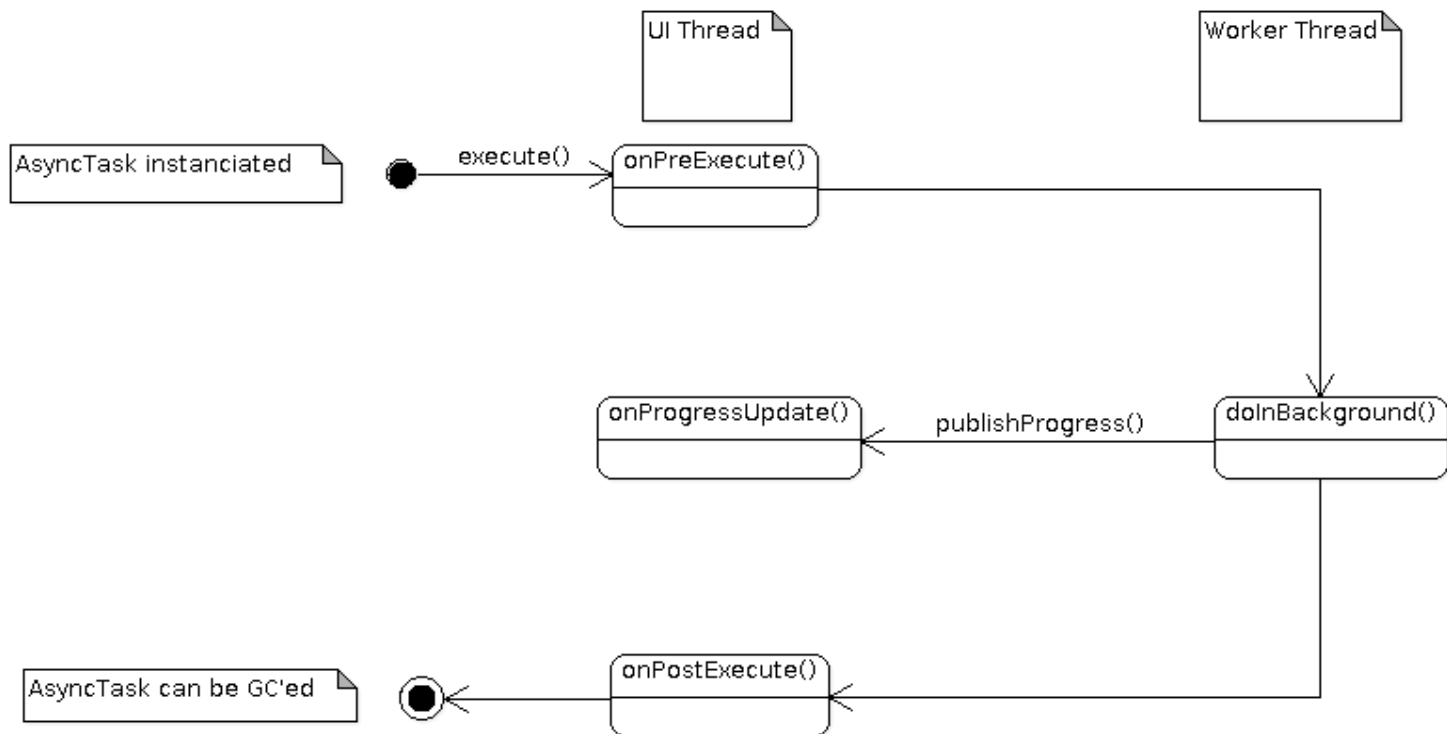 UI Thread
Worker Thread
AsyncTask instanciated
execute()
onPreExecute()
onProgressUpdate()
publishProgress()
doInBackground()
AsyncTask can be GC'ed
onPostExecute()